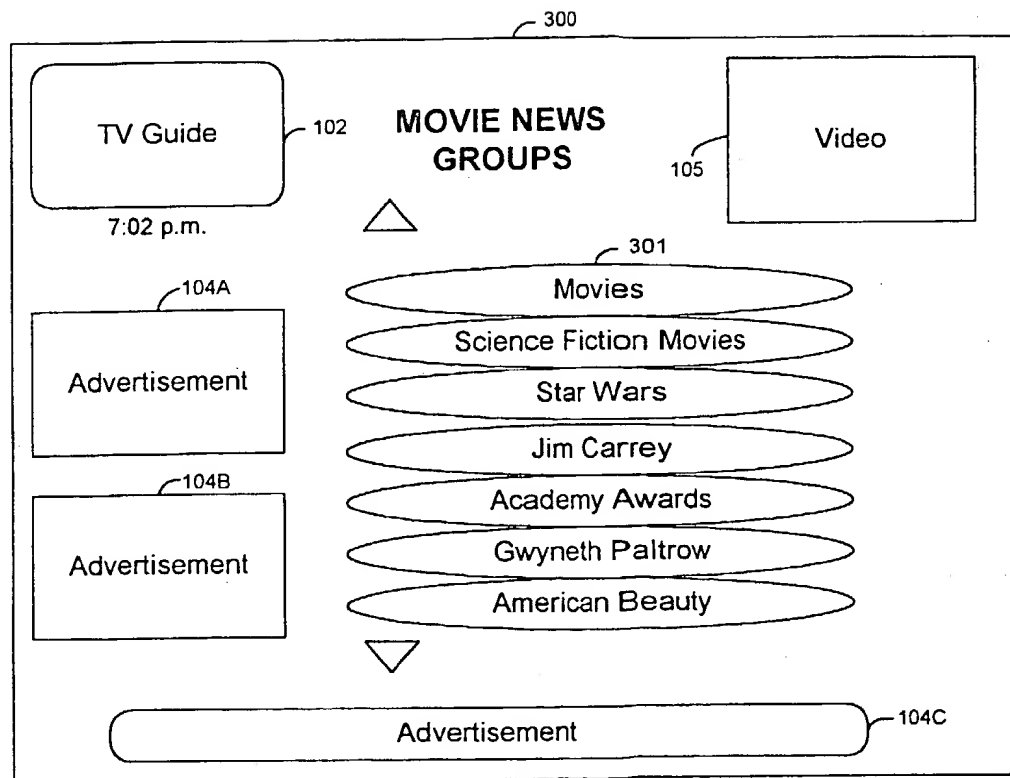 300
TV Guide
102
MOVIE NEWS
GROUPS
105
Video
7:02 p.m.
301
104A
Advertisement
104B
Advertisement
Movies
Science Fiction Movies
Star Wars
Jim Carrey
Academy Awards
Gwyneth Paltrow
American Beauty
Advertisement
104C